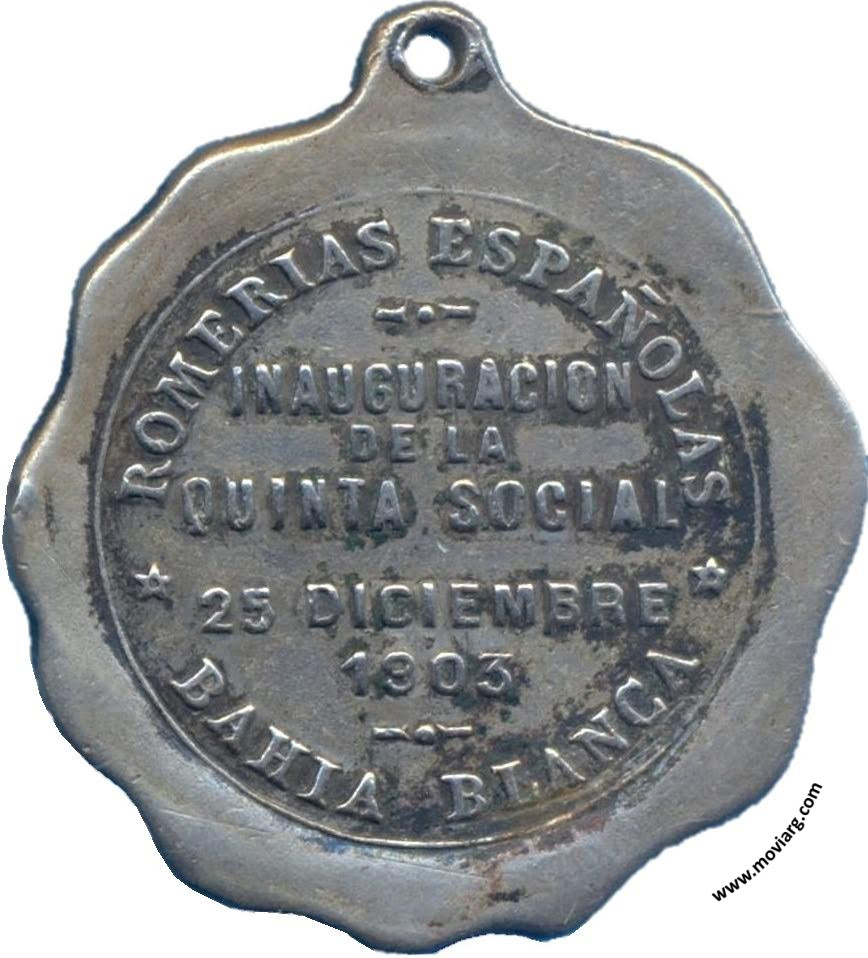 ROMERIAS ESPAÑOLAS
INAUGURACION
DE LA
QUINTA SOCIAL
25 DICIEMBRE
1903
BAHIA BLANCA
www.moviarg.com